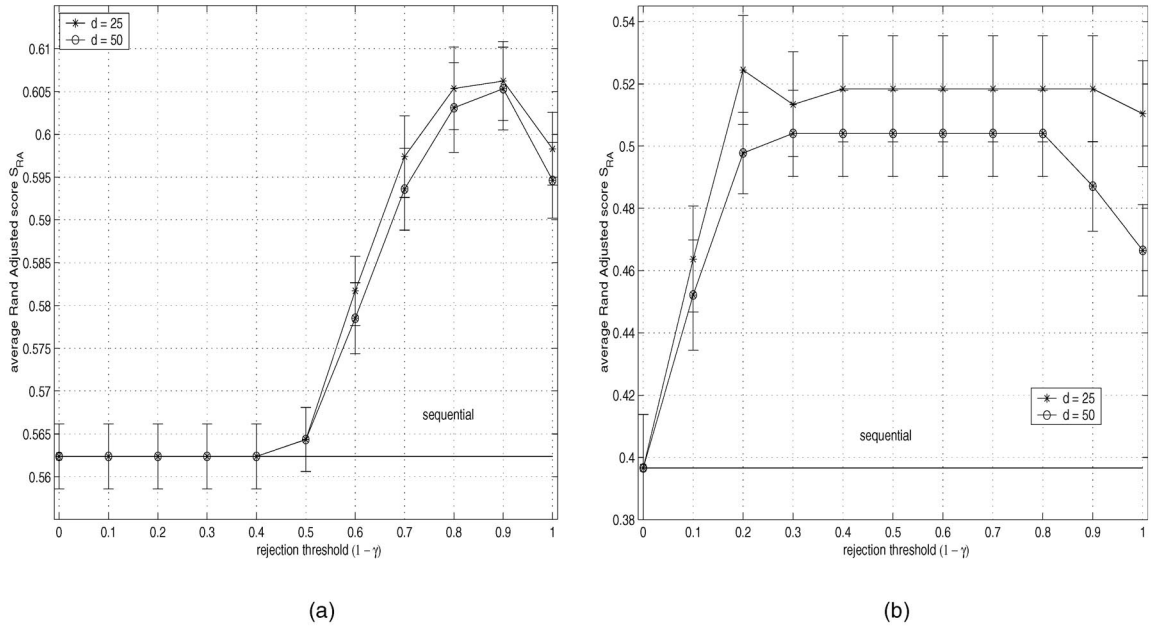 d = 25
d = 50
0.61
0.605
0.6
0.595
0.59
0.585
0.58
0.575
0.57
0.565
0.56
average Rand Adjusted score S_RA
sequential
0 0.1 0.2 0.3 0.4 0.5 0.6 0.7 0.8 0.9 1
rejection threshold (1 − γ)
(a)
0.54
0.52
0.5
0.48
0.46
0.44
0.42
0.4
0.38
average Rand Adjusted score S_RA
d = 25
d = 50
sequential
0 0.1 0.2 0.3 0.4 0.5 0.6 0.7 0.8 0.9 1
rejection threshold (1 − γ)
(b)